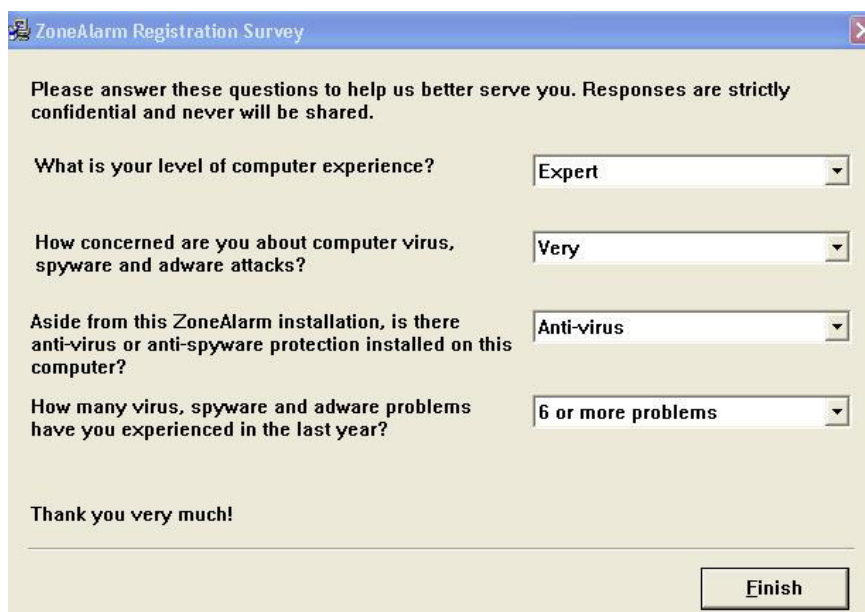 ZoneAlarm Registration Survey
Please answer these questions to help us better serve you. Responses are strictly
confidential and never will be shared.
What is your level of computer experience?
Expert
How concerned are you about computer virus,
spyware and adware attacks?
Very
Aside from this ZoneAlarm installation, is there
anti-virus or anti-spyware protection installed on this
computer?
Anti-virus
How many virus, spyware and adware problems
have you experienced in the last year?
6 or more problems
Thank you very much!
Finish